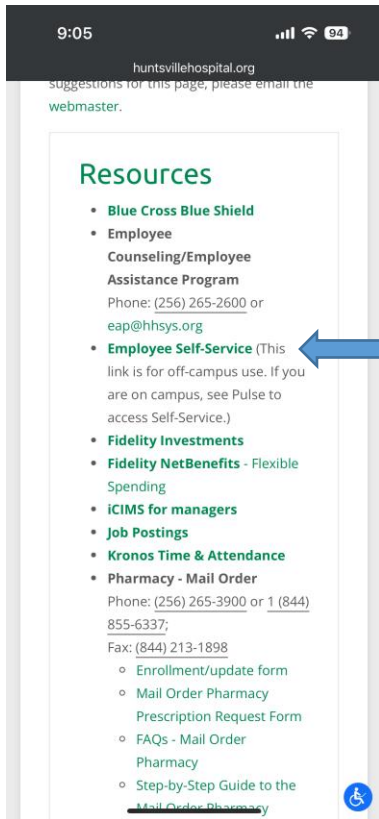 9:05
94
huntsvillehospital.org
suggestions for this page, please email the
webmaster.
Resources
• Blue Cross Blue Shield
• Employee
Counseling/Employee
Assistance Program
Phone: (256) 265-2600 or
eap@hhsys.org
• Employee Self-Service (This
link is for off-campus use. If you
are on campus, see Pulse to
access Self-Service.)
• Fidelity Investments
• Fidelity NetBenefits - Flexible
Spending
• iCIMS for managers
• Job Postings
• Kronos Time & Attendance
• Pharmacy - Mail Order
Phone: (256) 265-3900 or 1 (844)
855-6337;
Fax: (844) 213-1898
◦ Enrollment/update form
◦ Mail Order Pharmacy
Prescription Request Form
◦ FAQs - Mail Order
Pharmacy
◦ Step-by-Step Guide to the
Mail Order Pharmacy